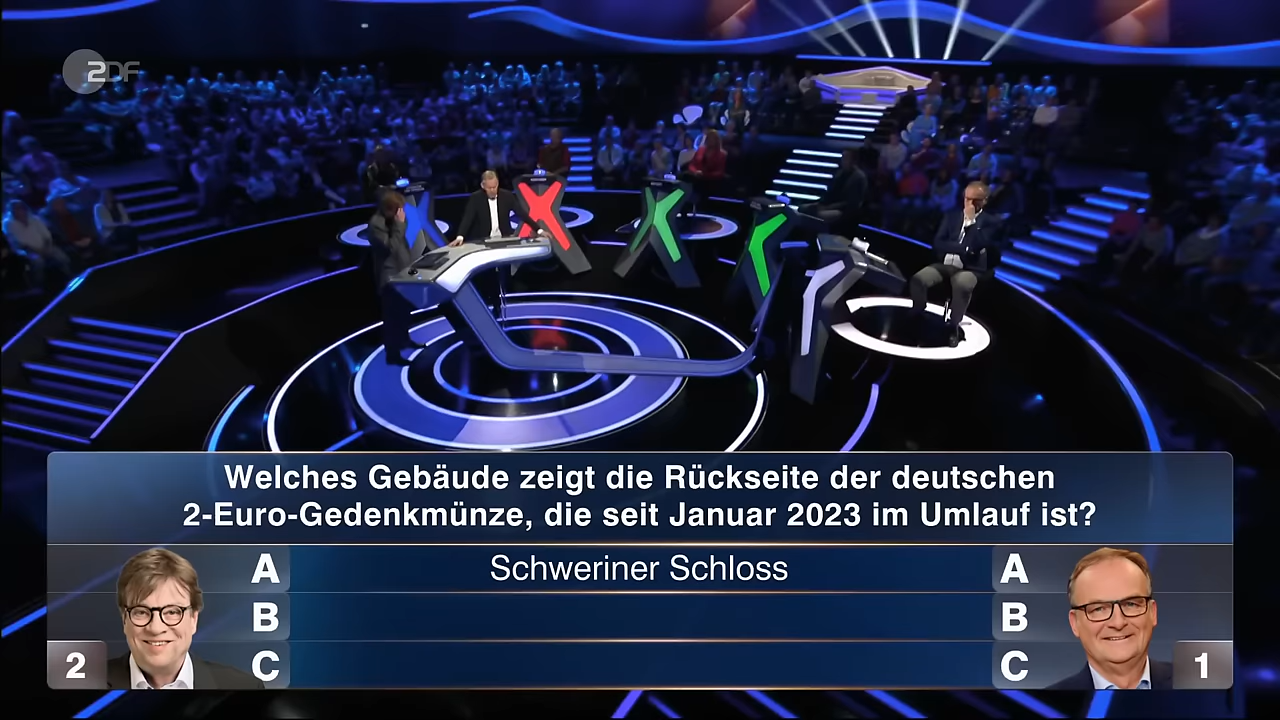 ZDF
Welches Gebäude zeigt die Rückseite der deutschen
2-Euro-Gedenkmünze, die seit Januar 2023 im Umlauf ist?
A Schweriner Schloss A
B B
2 C C 1